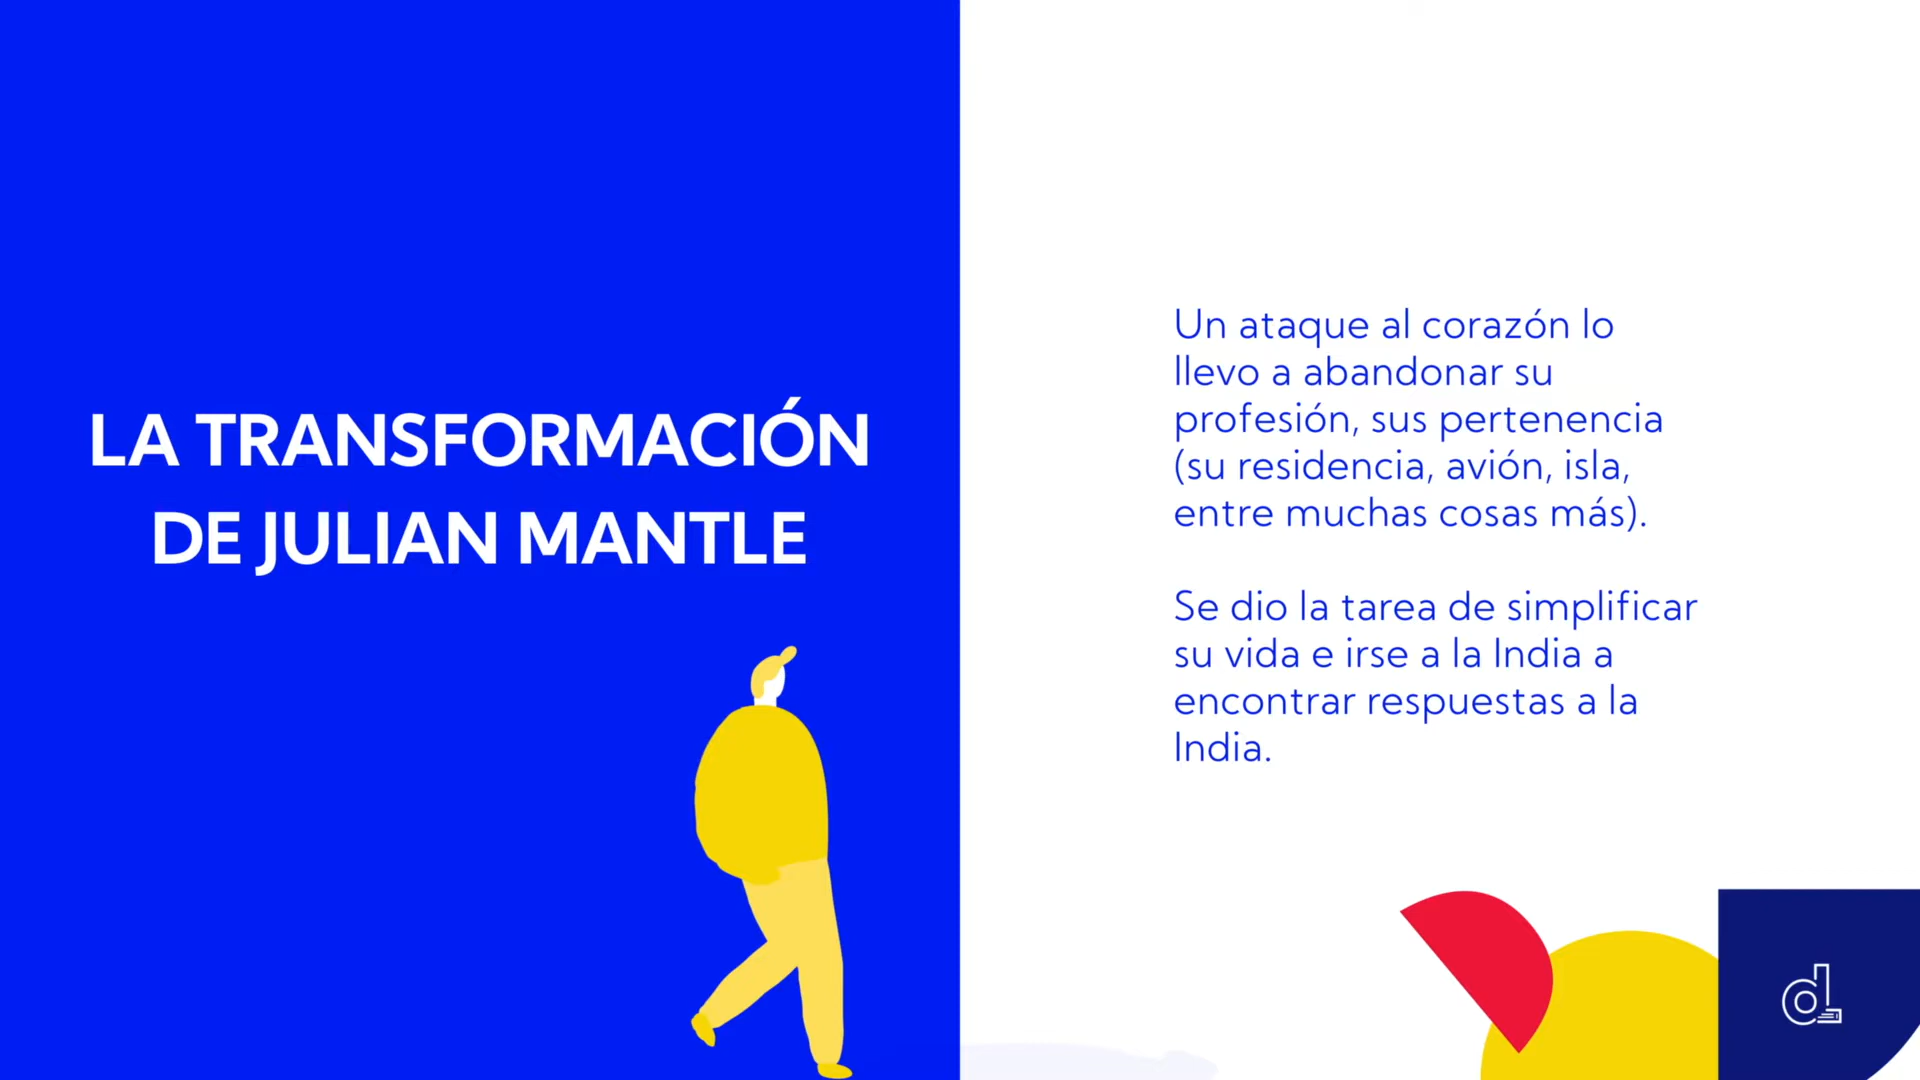 LA TRANSFORMACIÓN
DE JULIAN MANTLE
Un ataque al corazón lo
llevo a abandonar su
profesión, sus pertenencia
(su residencia, avión, isla,
entre muchas cosas más).
Se dio la tarea de simplificar
su vida e irse a la India a
encontrar respuestas a la
India.